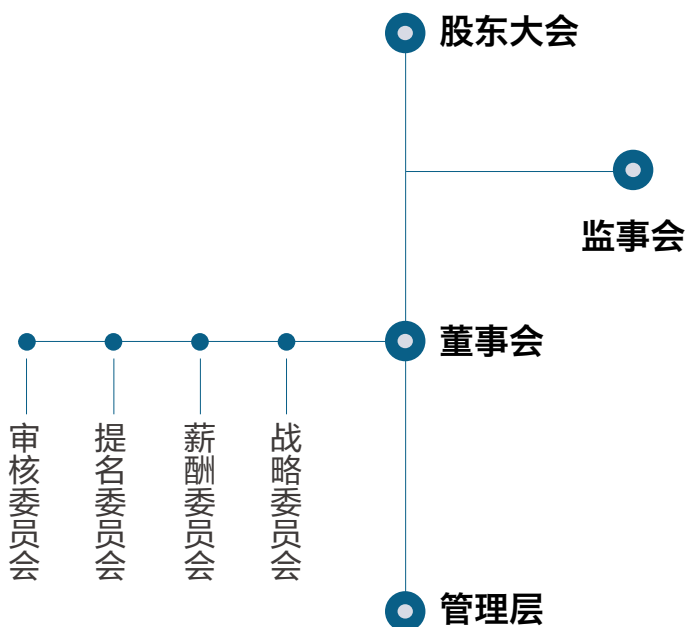 股东大会
监事会
董事会
审核委员会
提名委员会
薪酬委员会
战略委员会
管理层